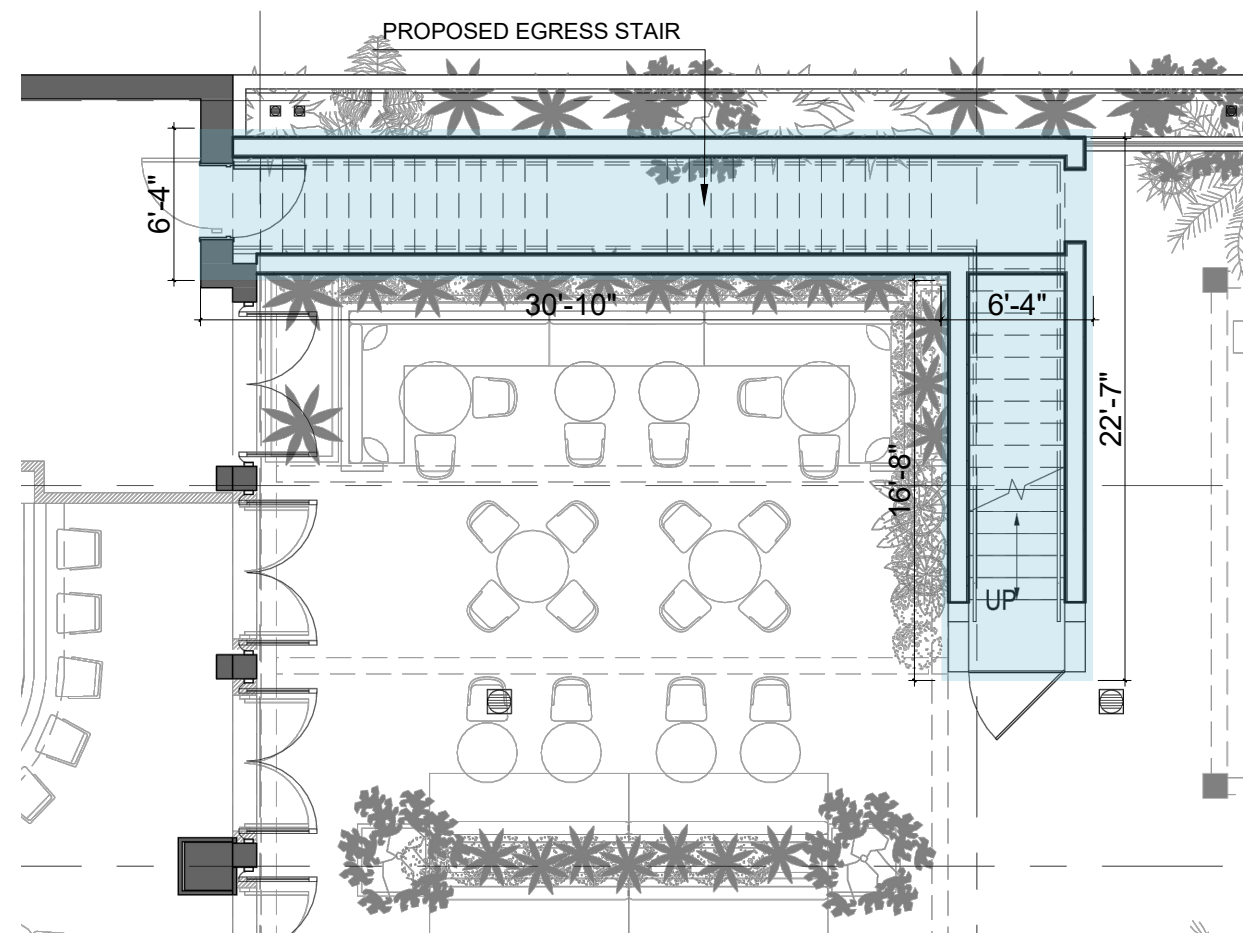 PROPOSED EGRESS STAIR
6'-4"
30'-10"
6'-4"
22'-7"
16'-8"
UP